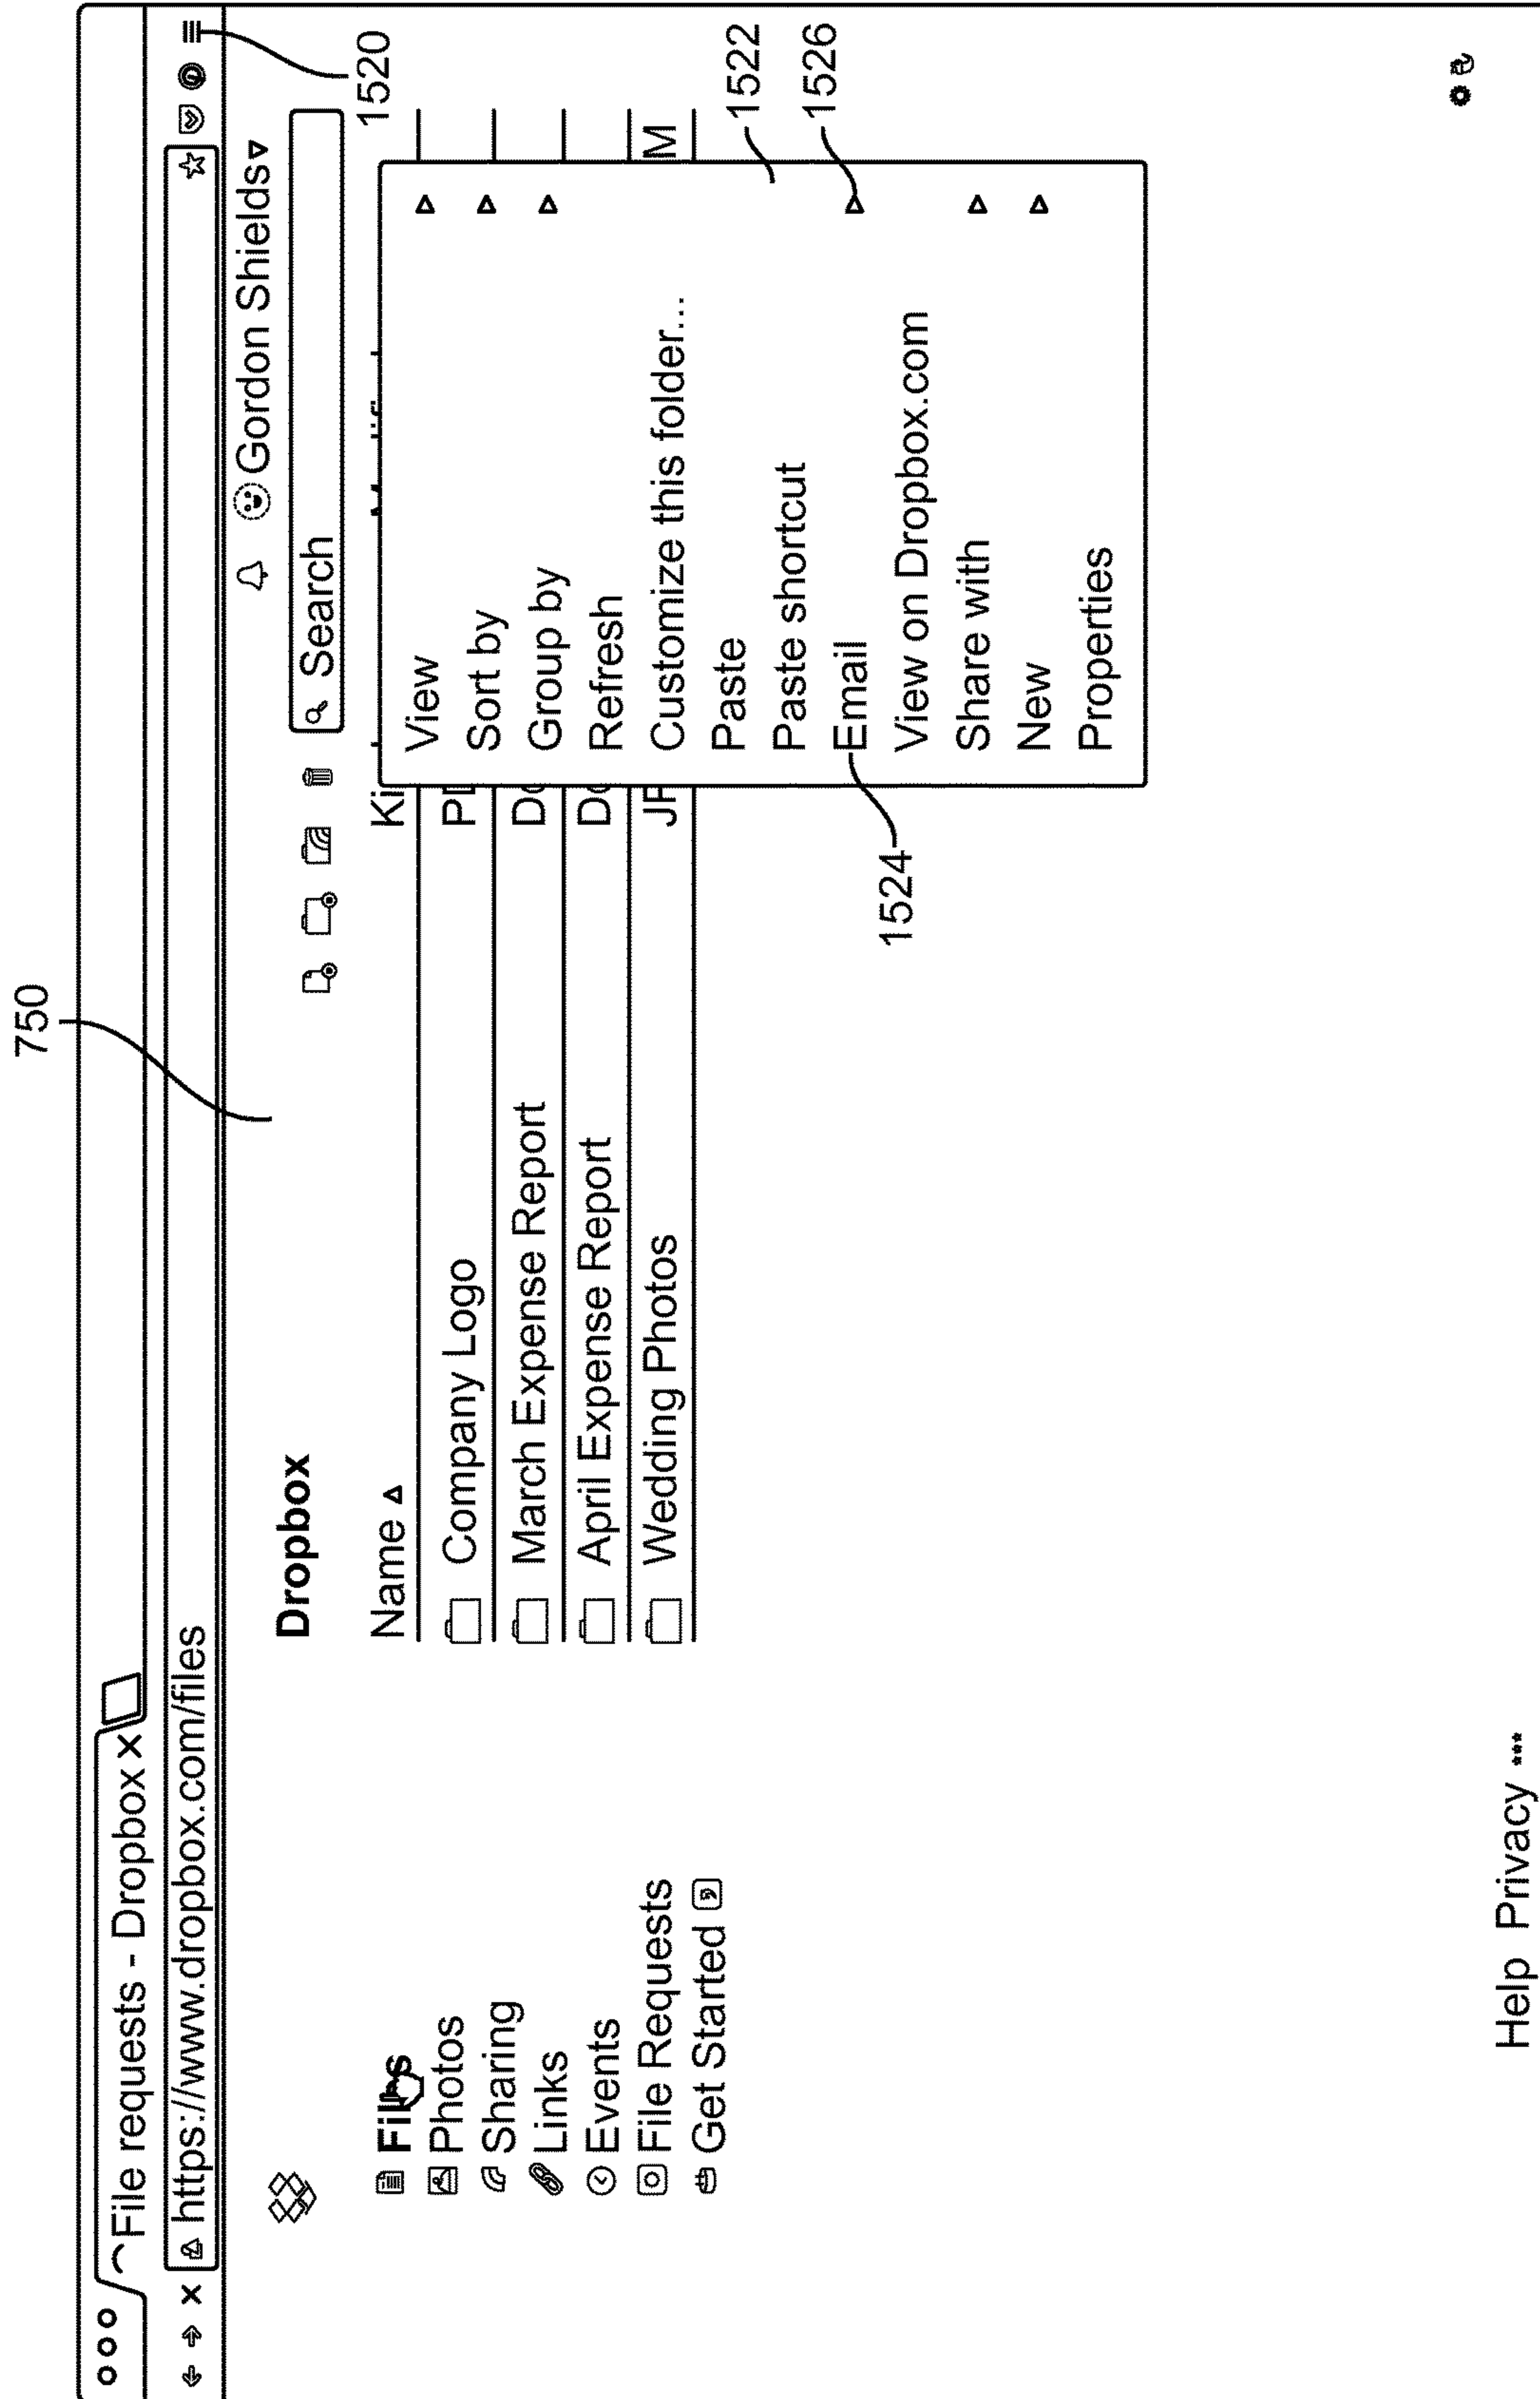 750
File requests - Dropbox
https://www.dropbox.com/files
1520
Gordon Shields
Dropbox
Search
Name
Company Logo
March Expense Report
April Expense Report
Wedding Photos
M
Files
Photos
Sharing
Links
Events
File Requests
Get Started
View
Sort by
Group by
Refresh
Customize this folder...
Paste
Paste shortcut
Email
View on Dropbox.com
Share with
New
Properties
1522
1526
1524
Help Privacy